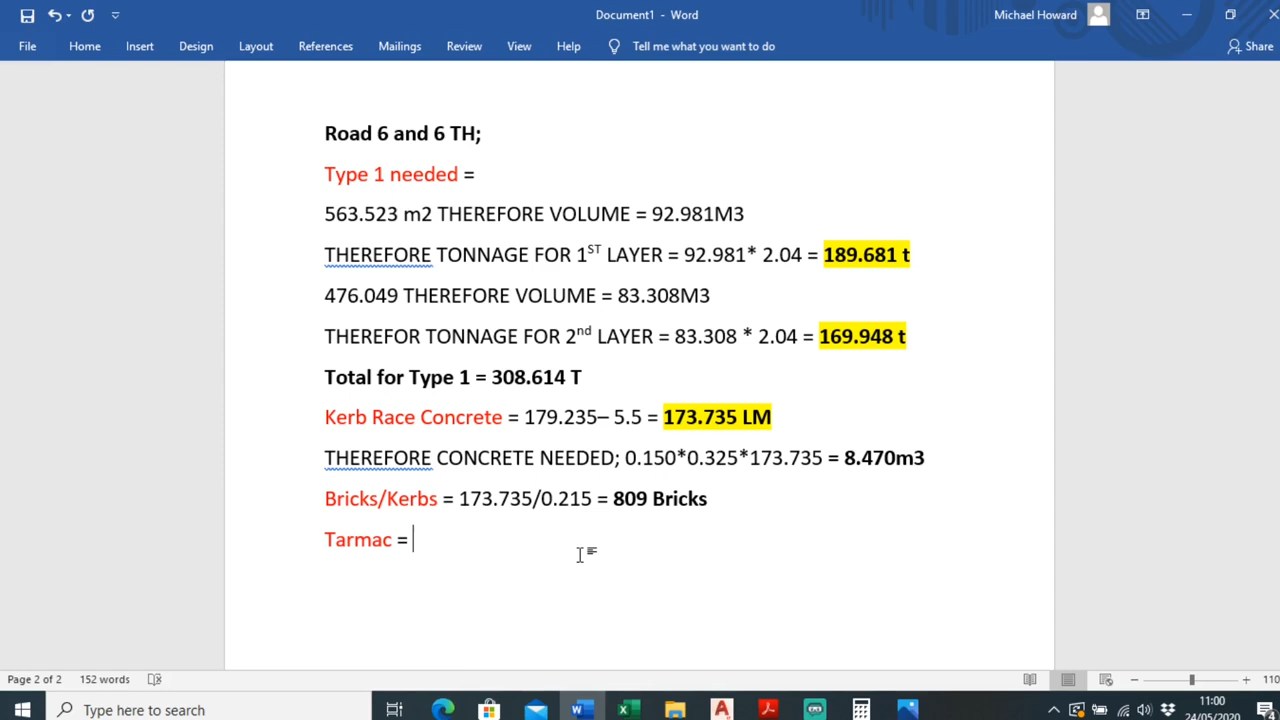 Document1 - Word
Michael Howard
File Home Insert Design Layout References Mailings Review View Help Tell me what you want to do Share
Road 6 and 6 TH;
Type 1 needed =
563.523 m2 THEREFORE VOLUME = 92.981M3
THEREFORE TONNAGE FOR 1ST LAYER = 92.981* 2.04 = 189.681 t
476.049 THEREFORE VOLUME = 83.308M3
THEREFOR TONNAGE FOR 2nd LAYER = 83.308 * 2.04 = 169.948 t
Total for Type 1 = 308.614 T
Kerb Race Concrete = 179.235– 5.5 = 173.735 LM
THEREFORE CONCRETE NEEDED; 0.150*0.325*173.735 = 8.470m3
Bricks/Kerbs = 173.735/0.215 = 809 Bricks
Tarmac =
Page 2 of 2 152 words 110
Type here to search
11:00
24/05/2020